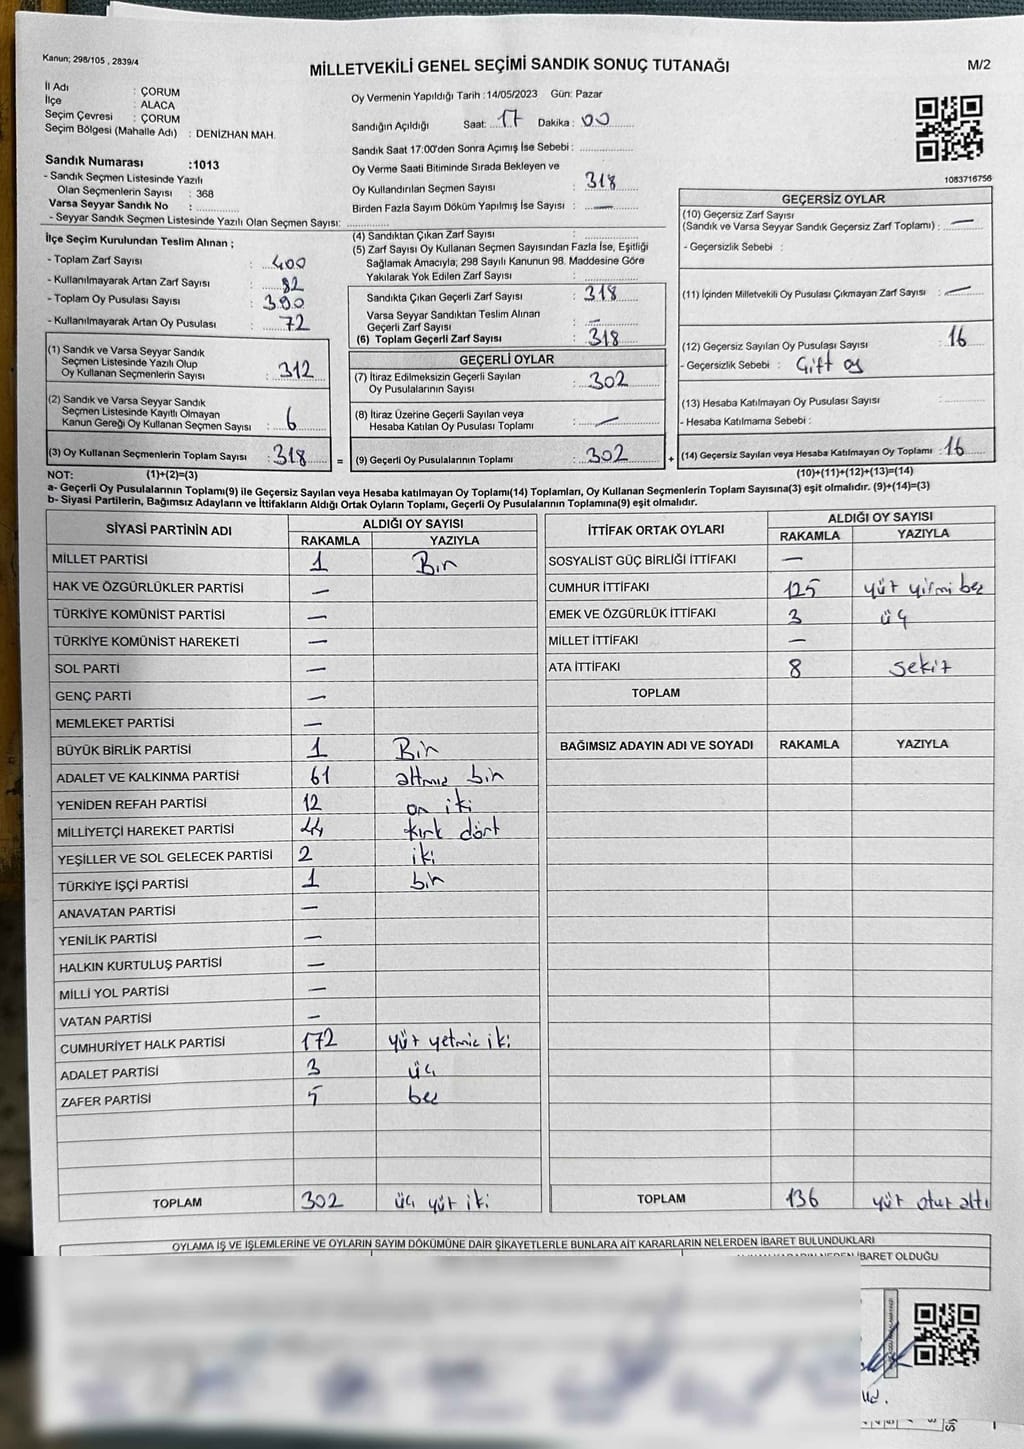 Kanun; 298/105 , 2839/4
MİLLETVEKİLİ GENEL SEÇİMİ SANDIK SONUÇ TUTANAĞI
M/2
İl Adı : ÇORUM
İlçe : ALACA
Seçim Çevresi : ÇORUM
Seçim Bölgesi (Mahalle Adı) : DENİZHAN MAH.
Sandık Numarası :1013
- Sandık Seçmen Listesinde Yazılı
Olan Seçmenlerin Sayısı : 368
Varsa Seyyar Sandık No :
- Seyyar Sandık Seçmen Listesinde Yazılı Olan Seçmen Sayısı:
Oy Vermenin Yapıldığı Tarih :14/05/2023 Gün: Pazar
Sandığın Açıldığı Saat: 17 Dakika : 00
Sandık Saat 17:00'den Sonra Açımış İse Sebebi :
Oy Verme Saati Bitiminde Sırada Bekleyen ve
Oy Kullandırılan Seçmen Sayısı : 318
Birden Fazla Sayım Döküm Yapılmış İse Sayısı : —
1083716756
İlçe Seçim Kurulundan Teslim Alınan ;
- Toplam Zarf Sayısı : 400
- Kullanılmayarak Artan Zarf Sayısı : 82
- Toplam Oy Pusulası Sayısı : 390
- Kullanılmayarak Artan Oy Pusulası : 72
(1) Sandık ve Varsa Seyyar Sandık
Seçmen Listesinde Yazılı Olup
Oy Kullanan Seçmenlerin Sayısı : 312
(2) Sandık ve Varsa Seyyar Sandık
Seçmen Listesinde Kayıtlı Olmayan
Kanun Gereği Oy Kullanan Seçmen Sayısı : 6
(3) Oy Kullanan Seçmenlerin Toplam Sayısı : 318 =
(4) Sandıktan Çıkan Zarf Sayısı :
(5) Zarf Sayısı Oy Kullanan Seçmen Sayısından Fazla İse, Eşitliği
Sağlamak Amacıyla; 298 Sayılı Kanunun 98. Maddesine Göre
Yakılarak Yok Edilen Zarf Sayısı :
Sandıkta Çıkan Geçerli Zarf Sayısı : 318
Varsa Seyyar Sandıktan Teslim Alınan
Geçerli Zarf Sayısı : —
(6) Toplam Geçerli Zarf Sayısı : 318
GEÇERLİ OYLAR
(7) İtiraz Edilmeksizin Geçerli Sayılan
Oy Pusulalarının Sayısı : 302
(8) İtiraz Üzerine Geçerli Sayılan veya
Hesaba Katılan Oy Pusulası Toplamı : —
(9) Geçerli Oy Pusulalarının Toplamı : 302 +
GEÇERSİZ OYLAR
(10) Geçersiz Zarf Sayısı
(Sandık ve Varsa Seyyar Sandık Geçersiz Zarf Toplamı) : —
- Geçersizlik Sebebi :
(11) İçinden Milletvekili Oy Pusulası Çıkmayan Zarf Sayısı : —
(12) Geçersiz Sayılan Oy Pusulası Sayısı : 16
- Geçersizlik Sebebi : Çift oy
(13) Hesaba Katılmayan Oy Pusulası Sayısı :
- Hesaba Katılmama Sebebi :
(14) Geçersiz Sayılan veya Hesaba Katılmayan Oy Toplamı : 16
NOT: (1)+(2)=(3) (10)+(11)+(12)+(13)=(14)
a- Geçerli Oy Pusulalarının Toplamı(9) ile Geçersiz Sayılan veya Hesaba katılmayan Oy Toplamı(14) Toplamları, Oy Kullanan Seçmenlerin Toplam Sayısına(3) eşit olmalıdır. (9)+(14)=(3)
b- Siyasi Partilerin, Bağımsız Adayların ve İttifakların Aldığı Ortak Oyların Toplamı, Geçerli Oy Pusulalarının Toplamına(9) eşit olmalıdır.
SİYASİ PARTİNİN ADI ALDIĞI OY SAYISI
RAKAMLA YAZIYLA
MİLLET PARTİSİ 1 Bir
HAK VE ÖZGÜRLÜKLER PARTİSİ —
TÜRKİYE KOMÜNİST PARTİSİ —
TÜRKİYE KOMÜNİST HAREKETİ —
SOL PARTİ —
GENÇ PARTİ —
MEMLEKET PARTİSİ —
BÜYÜK BİRLİK PARTİSİ 1 Bir
ADALET VE KALKINMA PARTİSİ 61 altmış bir
YENİDEN REFAH PARTİSİ 12 on iki
MİLLİYETÇİ HAREKET PARTİSİ 44 kırk dört
YEŞİLLER VE SOL GELECEK PARTİSİ 2 iki
TÜRKİYE İŞÇİ PARTİSİ 1 bir
ANAVATAN PARTİSİ —
YENİLİK PARTİSİ —
HALKIN KURTULUŞ PARTİSİ —
MİLLİ YOL PARTİSİ —
VATAN PARTİSİ —
CUMHURİYET HALK PARTİSİ 172 yüz yetmiş iki
ADALET PARTİSİ 3 üç
ZAFER PARTİSİ 5 beş
TOPLAM 302 üç yüz iki
İTTİFAK ORTAK OYLARI ALDIĞI OY SAYISI
RAKAMLA YAZIYLA
SOSYALİST GÜÇ BİRLİĞİ İTTİFAKI —
CUMHUR İTTİFAKI 125 yüz yirmi beş
EMEK VE ÖZGÜRLÜK İTTİFAKI 3 üç
MİLLET İTTİFAKI —
ATA İTTİFAKI 8 sekiz
TOPLAM
BAĞIMSIZ ADAYIN ADI VE SOYADI RAKAMLA YAZIYLA
TOPLAM 136 yüz otuz altı
OYLAMA İŞ VE İŞLEMLERİNE VE OYLARIN SAYIM DÖKÜMÜNE DAİR ŞİKAYETLERLE BUNLARA AİT KARARLARIN NELERDEN İBARET BULUNDUKLARI
İBARET OLDUĞU